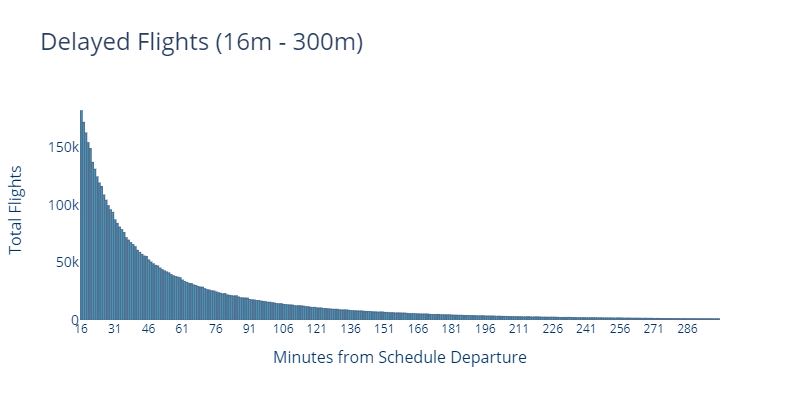 Delayed Flights (16m - 300m)
Total Flights
150k
100k
50k
0
16 31 46 61 76 91 106 121 136 151 166 181 196 211 226 241 256 271 286
Minutes from Schedule Departure